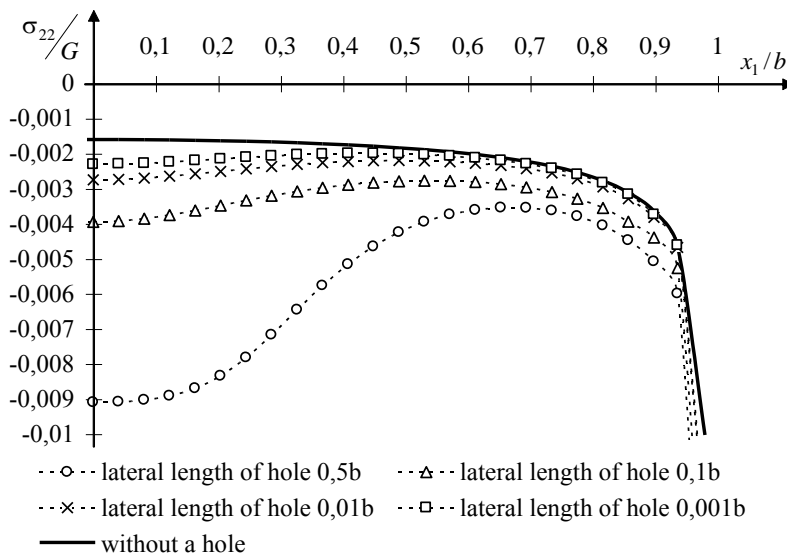 σ₂₂/G
0,1 0,2 0,3 0,4 0,5 0,6 0,7 0,8 0,9 1 x₁/b
0
-0,001
-0,002
-0,003
-0,004
-0,005
-0,006
-0,007
-0,008
-0,009
-0,01
lateral length of hole 0,5b lateral length of hole 0,1b
lateral length of hole 0,01b lateral length of hole 0,001b
without a hole